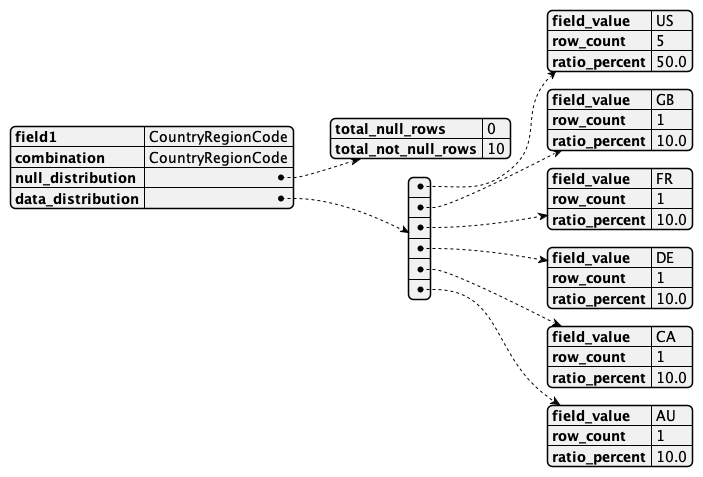 field1 CountryRegionCode
combination CountryRegionCode
null_distribution
data_distribution
total_null_rows 0
total_not_null_rows 10
field_value US
row_count 5
ratio_percent 50.0
field_value GB
row_count 1
ratio_percent 10.0
field_value FR
row_count 1
ratio_percent 10.0
field_value DE
row_count 1
ratio_percent 10.0
field_value CA
row_count 1
ratio_percent 10.0
field_value AU
row_count 1
ratio_percent 10.0